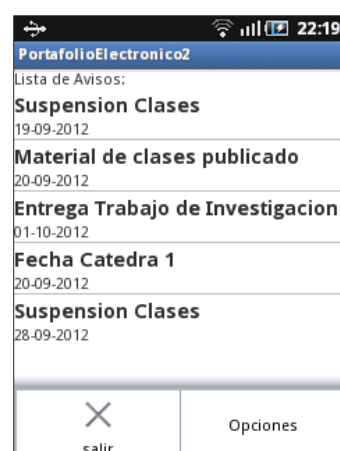 22:19
PortafolioElectronico2
Lista de Avisos:
Suspension Clases
19-09-2012
Material de clases publicado
20-09-2012
Entrega Trabajo de Investigacion
01-10-2012
Fecha Catedra 1
20-09-2012
Suspension Clases
28-09-2012
salir
Opciones